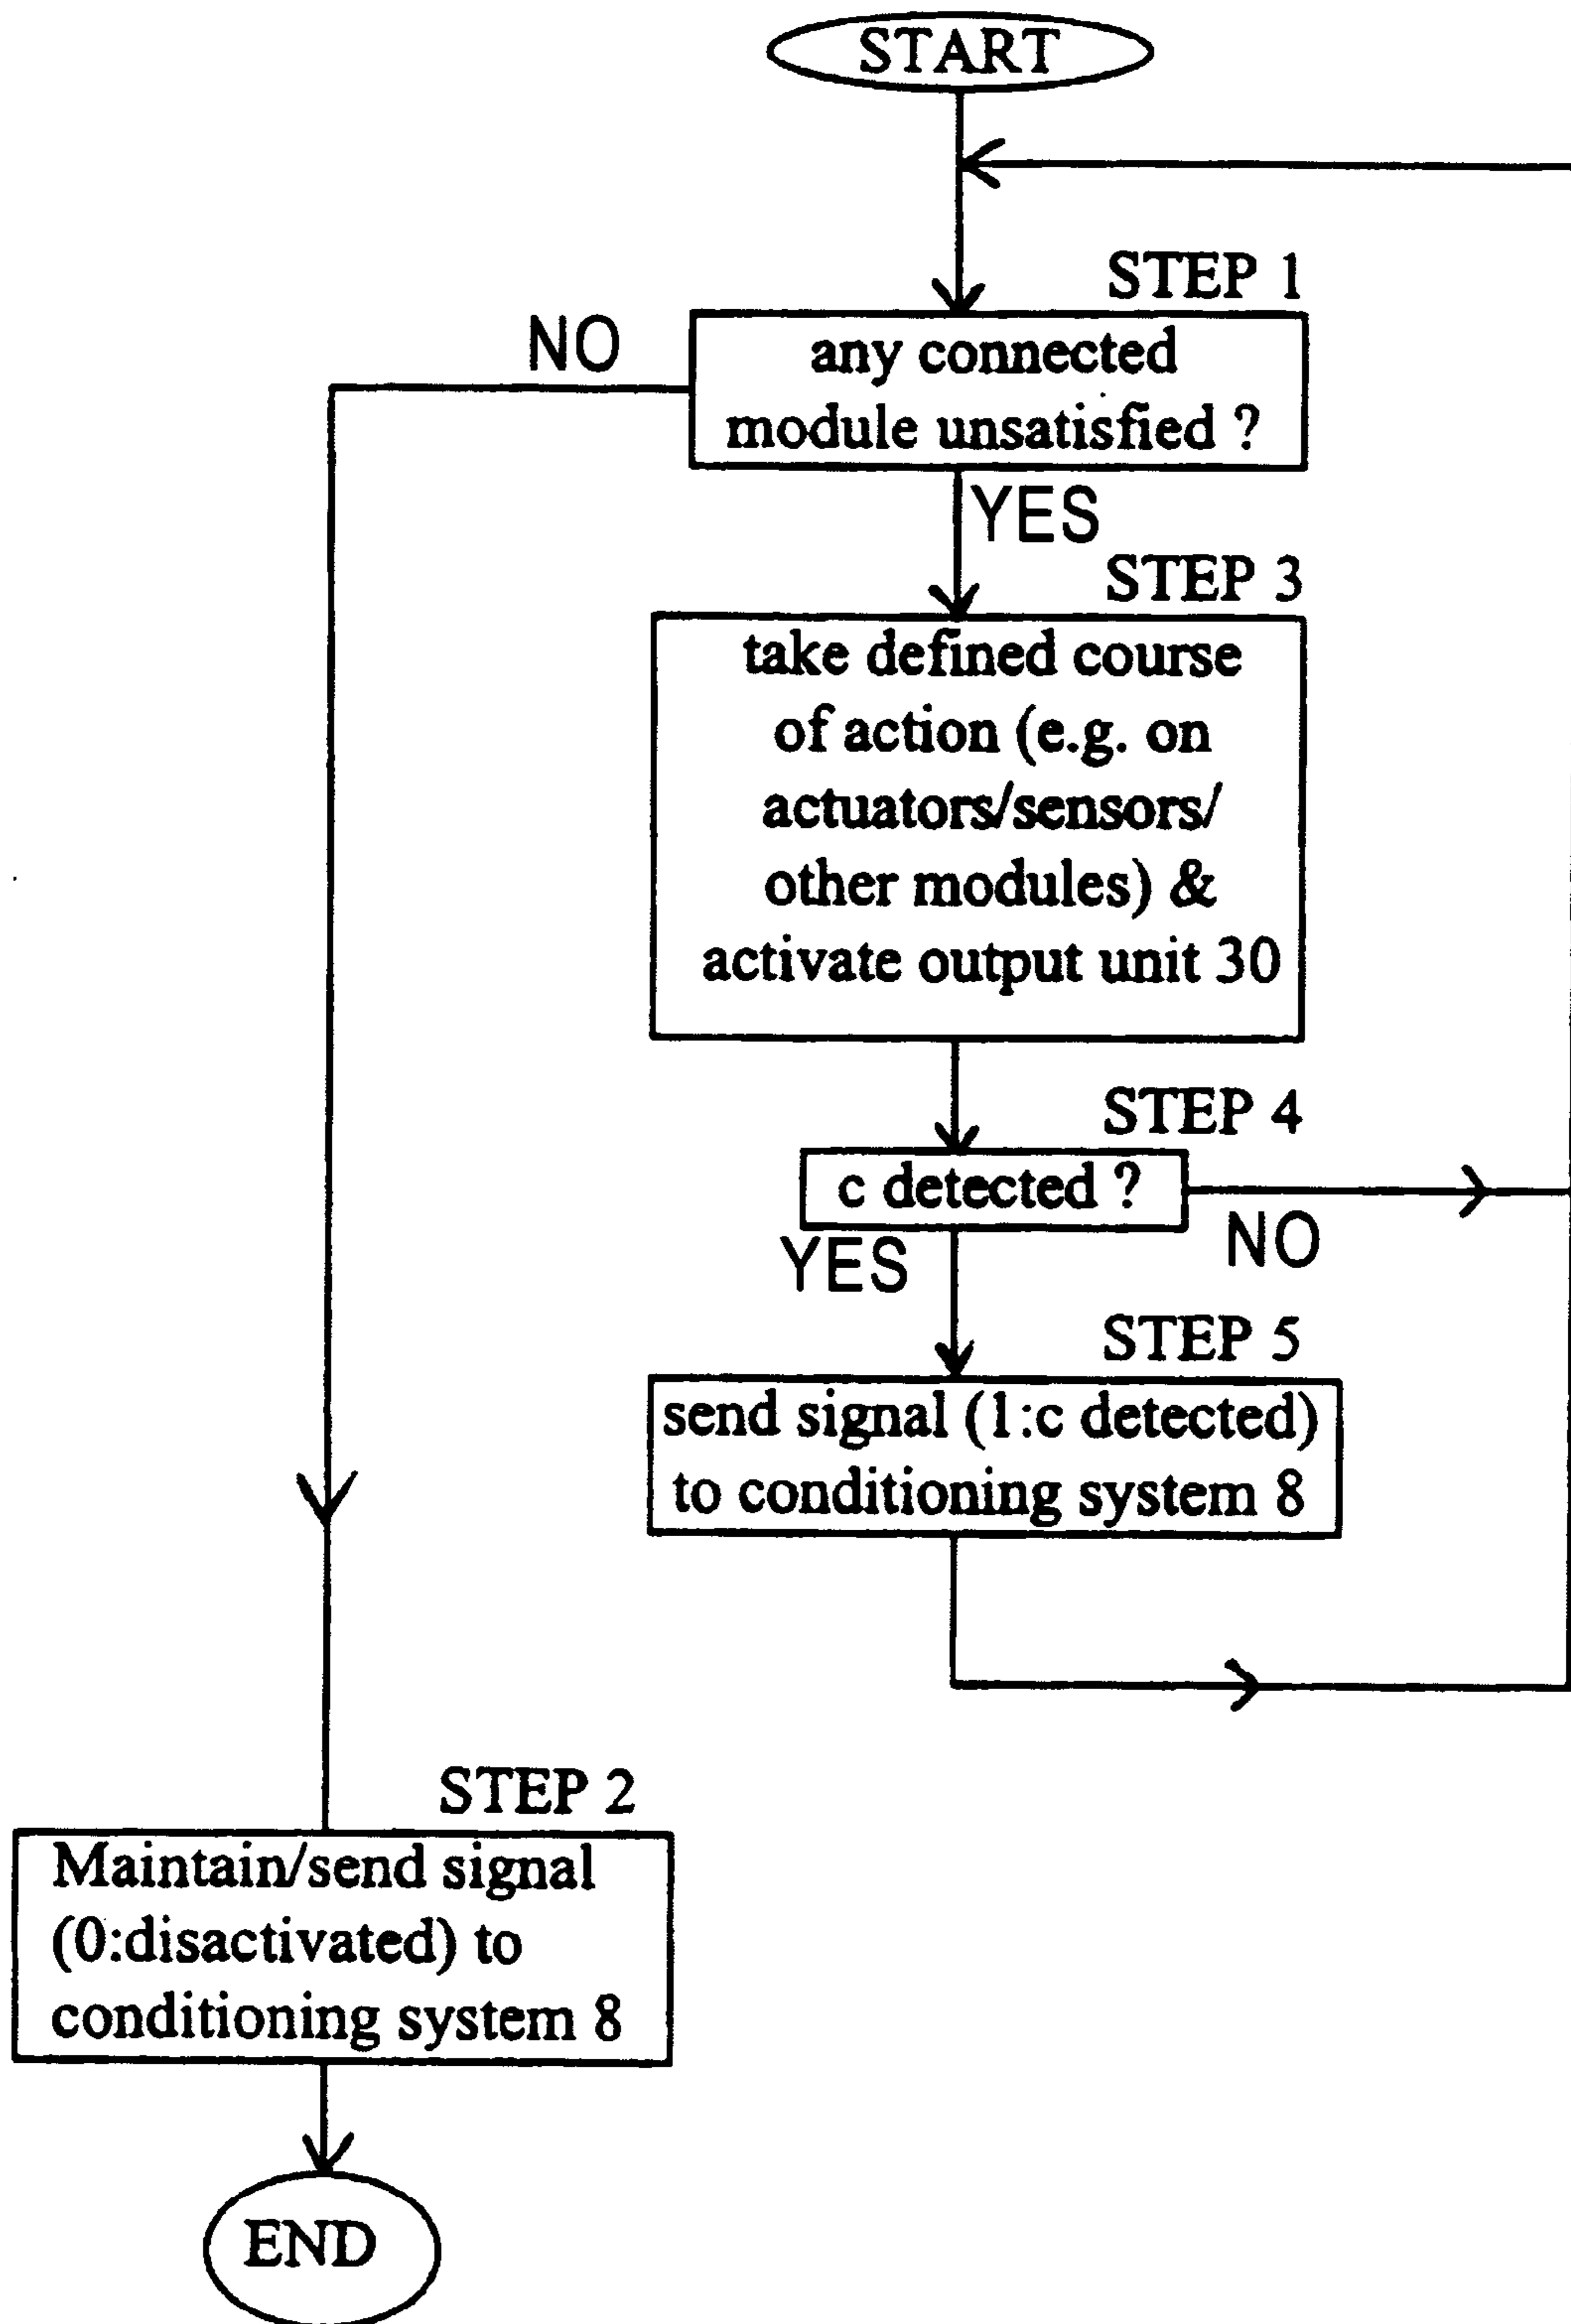 START
STEP 1
NO
any connected
module unsatisfied ?
YES
STEP 3
take defined course
of action (e.g. on
actuators/sensors/
other modules) &
activate output unit 30
STEP 4
c detected ?
NO
YES
STEP 5
send signal (1:c detected)
to conditioning system 8
STEP 2
Maintain/send signal
(0:disactivated) to
conditioning system 8
END